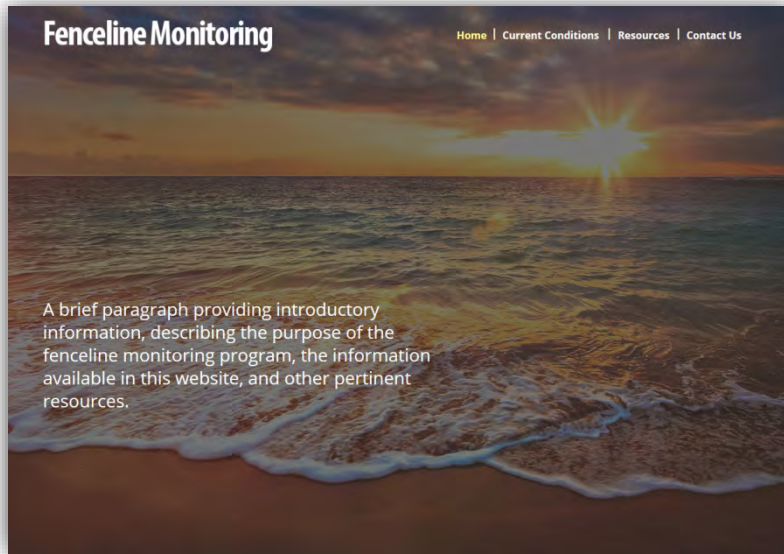 Fenceline Monitoring
Home | Current Conditions | Resources | Contact Us
A brief paragraph providing introductory
information, describing the purpose of the
fenceline monitoring program, the information
available in this website, and other pertinent
resources.